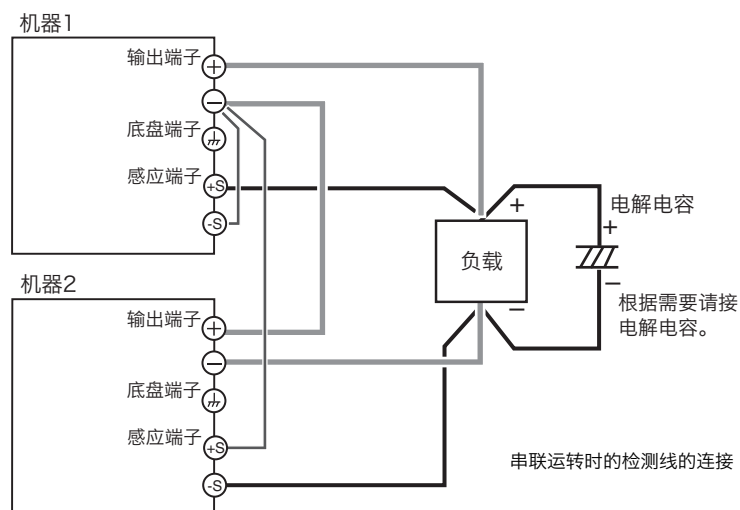 机器1
输出端子
+
−
底盘端子
感应端子
+S
-S
+
电解电容
+
负载
−
−
根据需要请接
电解电容。
机器2
输出端子
+
−
底盘端子
感应端子
+S
-S
串联运转时的检测线的连接